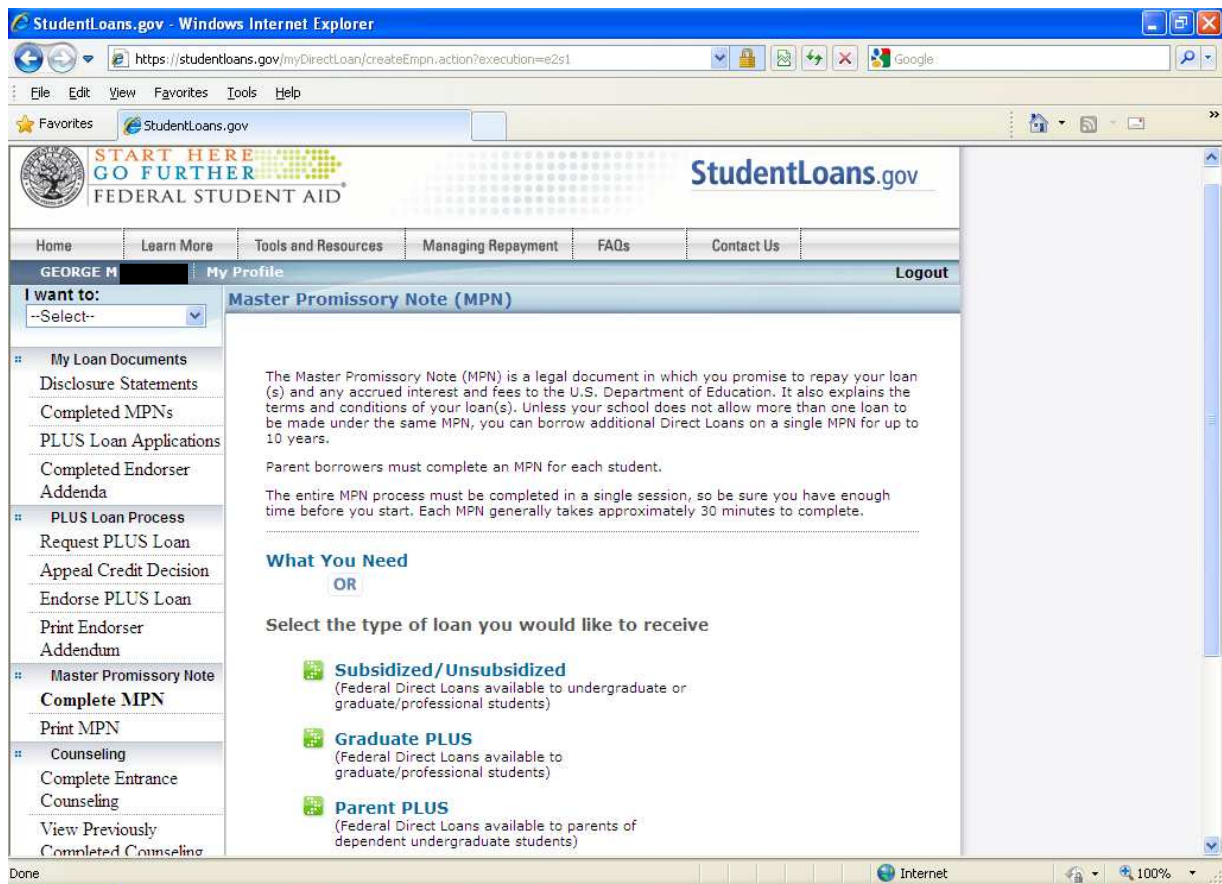 StudentLoans.gov - Windows Internet Explorer
https://studentloans.gov/myDirectLoan/createEmpn.action?execution=e2s1
Google
File Edit View Favorites Tools Help
Favorites StudentLoans.gov
START HERE
GO FURTHER
FEDERAL STUDENT AID
StudentLoans.gov
Home Learn More Tools and Resources Managing Repayment FAQs Contact Us
GEORGE M My Profile Logout
I want to:
--Select--
My Loan Documents
Disclosure Statements
Completed MPNs
PLUS Loan Applications
Completed Endorser
Addenda
PLUS Loan Process
Request PLUS Loan
Appeal Credit Decision
Endorse PLUS Loan
Print Endorser
Addendum
Master Promissory Note
Complete MPN
Print MPN
Counseling
Complete Entrance
Counseling
View Previously
Completed Counseling
Master Promissory Note (MPN)
The Master Promissory Note (MPN) is a legal document in which you promise to repay your loan
(s) and any accrued interest and fees to the U.S. Department of Education. It also explains the
terms and conditions of your loan(s). Unless your school does not allow more than one loan to
be made under the same MPN, you can borrow additional Direct Loans on a single MPN for up to
10 years.
Parent borrowers must complete an MPN for each student.
The entire MPN process must be completed in a single session, so be sure you have enough
time before you start. Each MPN generally takes approximately 30 minutes to complete.
What You Need
OR
Select the type of loan you would like to receive
Subsidized/Unsubsidized
(Federal Direct Loans available to undergraduate or
graduate/professional students)
Graduate PLUS
(Federal Direct Loans available to
graduate/professional students)
Parent PLUS
(Federal Direct Loans available to parents of
dependent undergraduate students)
Done Internet 100%